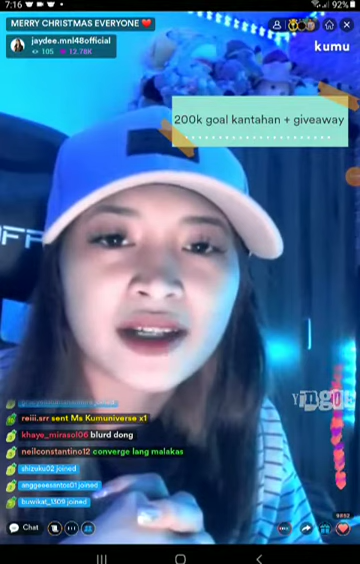 7:16
92%
MERRY CHRISTMAS EVERYONE
jaydee.mnl48official
105 12.78K
kumu
200k goal kantahan + giveaway
reiii.srr sent Ms Kumuniverse x1
khaye_mirasol06 blurd dong
neilconstantino12 converge lang malakas
shizuku02 joined
anggeeesantos01 joined
buwikat_1309 joined
Chat